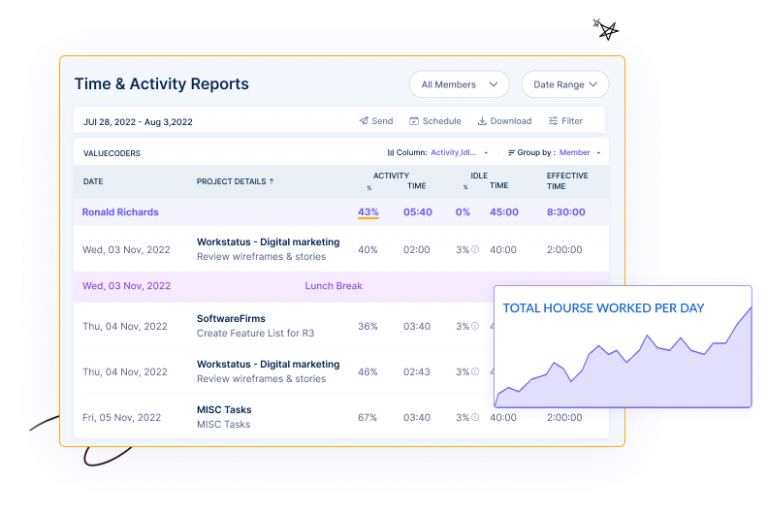 Time & Activity Reports
All Members
Date Range
JUI 28, 2022 - Aug 3,2022
Send
Schedule
Download
Filter
VALUECODERS
Column: Activity,Idl...
Group by : Member
DATE
PROJECT DETAILS ↑
ACTIVITY
% TIME
IDLE
% TIME
EFFECTIVE
TIME
Ronald Richards 43% 05:40 0% 45:00 8:30:00
Wed, 03 Nov, 2022
Workstatus - Digital marketing
Review wireframes & stories
40% 02:00 3% 40:00 2:00:00
Wed, 03 Nov, 2022 Lunch Break
Thu, 04 Nov, 2022
SoftwareFirms
Create Feature List for R3
36% 03:40 3%
Thu, 04 Nov, 2022
Workstatus - Digital marketing
Review wireframes & stories
46% 02:43 3%
Fri, 05 Nov, 2022
MISC Tasks
MISC Tasks
67% 03:40 3% 40:00 2:00:00
TOTAL HOURSE WORKED PER DAY